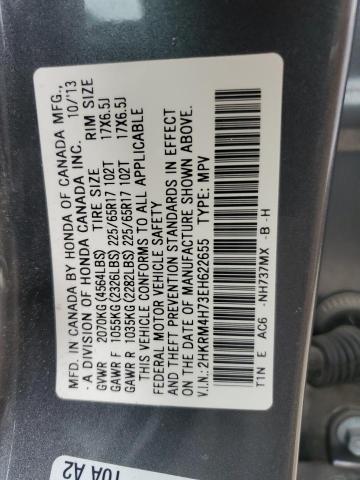 MFD. IN CANADA BY HONDA OF CANADA MFG.,
- A DIVISION OF HONDA CANADA INC. 10/'13
GVWR 2070KG (4564LBS) TIRE SIZE RIM SIZE
GAWR F 1055KG (2326LBS) 225/65R17 102T 17X6.5J
GAWR R 1035KG (2282LBS) 225/65R17 102T 17X6.5J
THIS VEHICLE CONFORMS TO ALL APPLICABLE
FEDERAL MOTOR VEHICLE SAFETY
AND THEFT PREVENTION STANDARDS IN EFFECT
ON THE DATE OF MANUFACTURE SHOWN ABOVE.
V.I.N.: 2HKRM4H73EH622655 TYPE: MPV
T1N E AC6 -NH737MX -B -H
10A A2